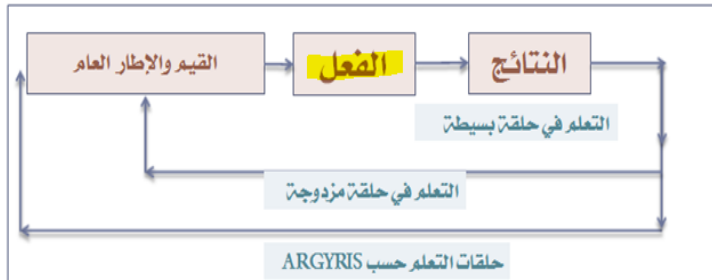 القيم والإطار العام
الفعل
النتائج
التعلم في حلقة بسيطة
التعلم في حلقة مزدوجة
حلقات التعلم حسب ARGYRIS